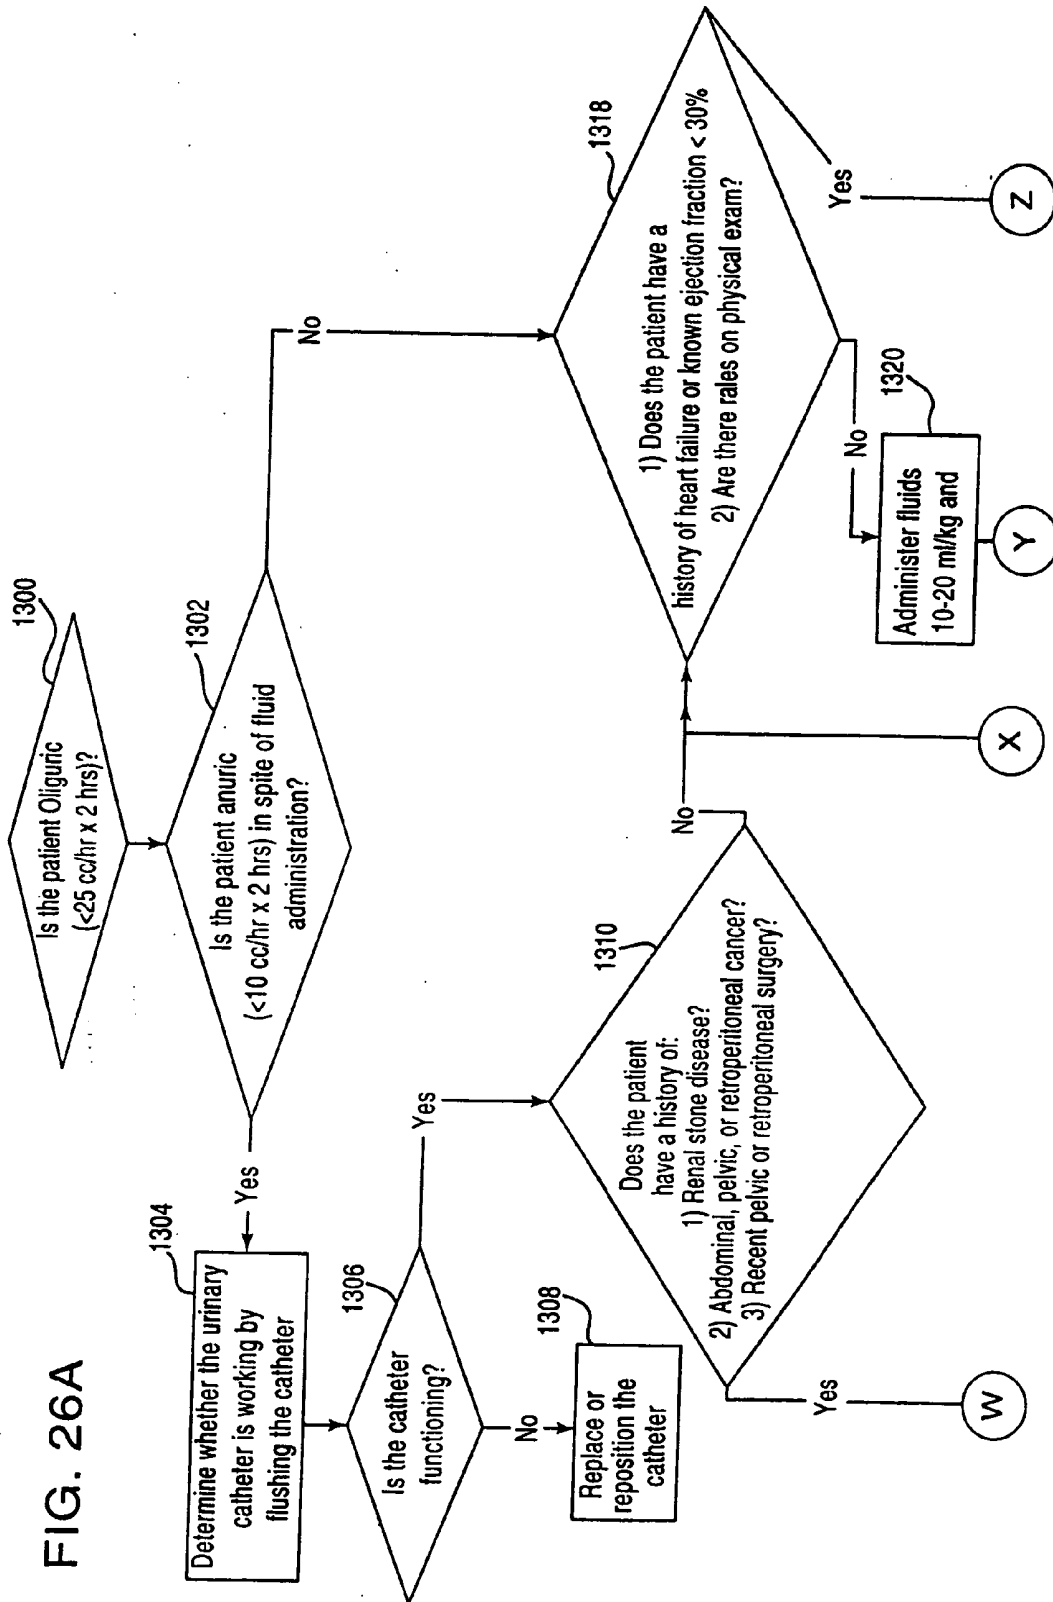 FIG. 26A
1300
Is the patient Oliguric
(<25 cc/hr x 2 hrs)?
1302
Is the patient anuric
(<10 cc/hr x 2 hrs) in spite of fluid
administration?
Yes
No
1304
Determine whether the urinary
catheter is working by
flushing the catheter
1306
Is the catheter
functioning?
Yes
No
1308
Replace or
reposition the
catheter
1310
Does the patient
have a history of:
1) Renal stone disease?
2) Abdominal, pelvic, or retroperitoneal cancer?
3) Recent pelvic or retroperitoneal surgery?
No
Yes
W
X
1318
1) Does the patient have a
history of heart failure or known ejection fraction < 30%
2) Are there rales on physical exam?
No
Yes
1320
Administer fluids
10-20 ml/kg and
Y
Z